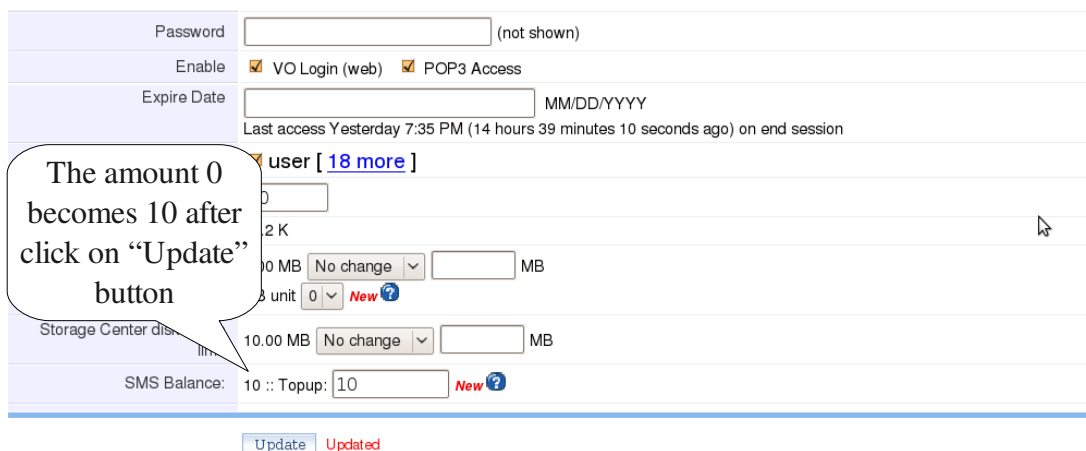 Password (not shown)
Enable VO Login (web) POP3 Access
Expire Date MM/DD/YYYY
Last access Yesterday 7:35 PM (14 hours 39 minutes 10 seconds ago) on end session
user [ 18 more ]
The amount 0
becomes 10 after
click on “Update”
button
2 K
MB No change MB
unit 0 New ?
Storage Center
10.00 MB No change MB
SMS Balance: 10 :: Topup: 10 New ?
Update Updated